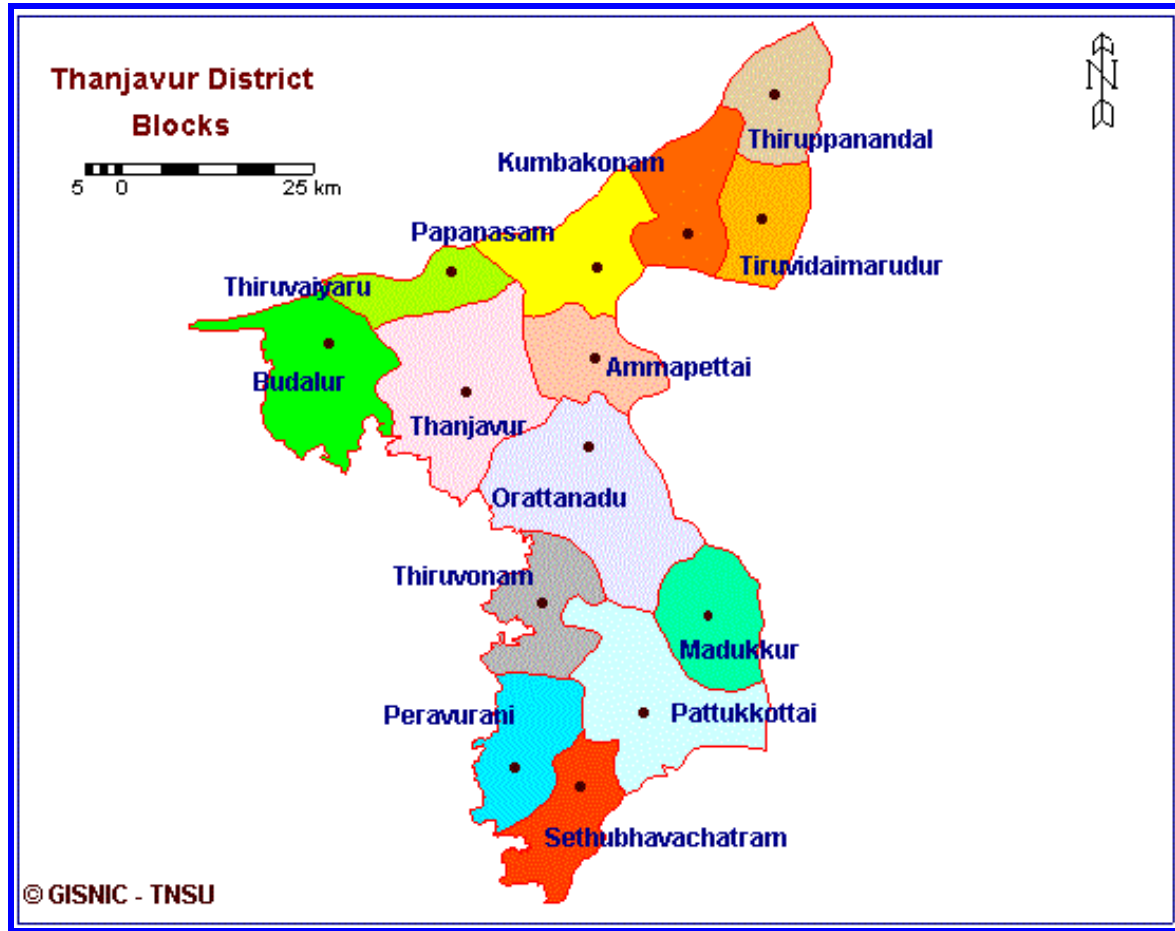 Thanjavur District
Blocks
5 0 25 km
N
Thiruppanandal
Kumbakonam
Papanasam
Tiruvidaimarudur
Thiruvaiyaru
Ammapettai
Budalur
Thanjavur
Orattanadu
Thiruvonam
Madukkur
Peravurani
Pattukkottai
Sethubhavachatram
© GISNIC - TNSU